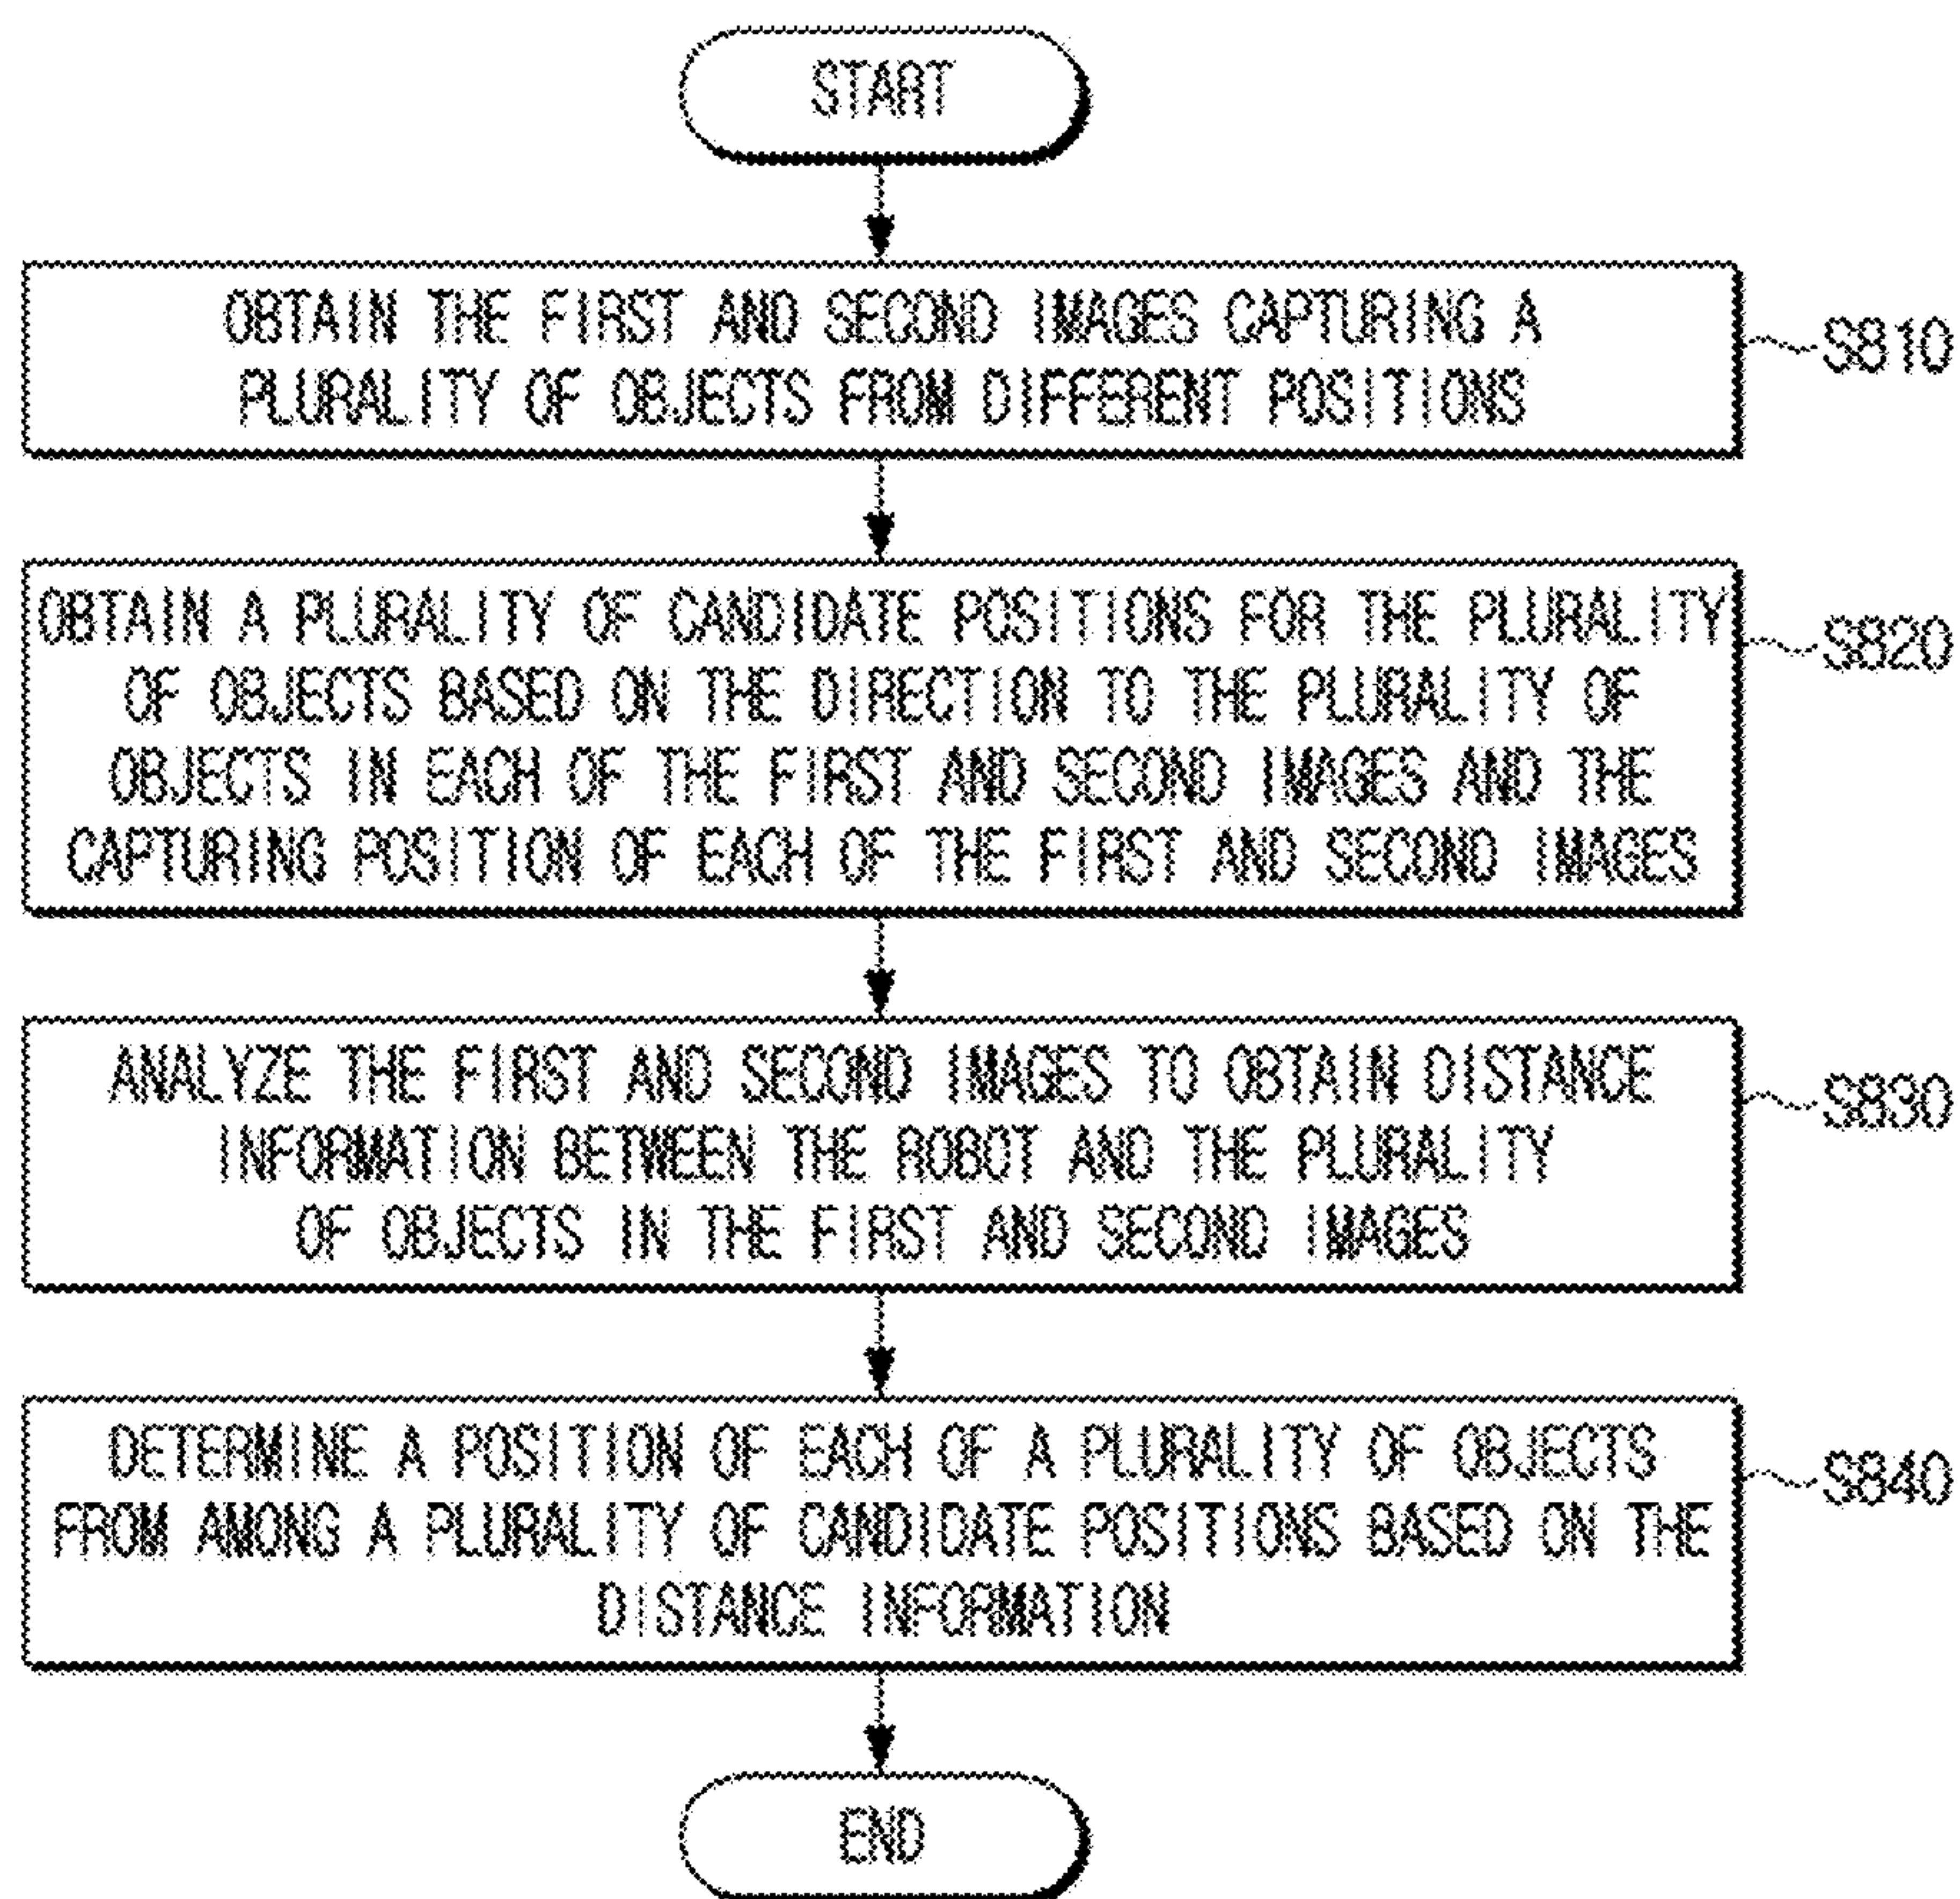 START
OBTAIN THE FIRST AND SECOND IMAGES CAPTURING A
PLURALITY OF OBJECTS FROM DIFFERENT POSITIONS
S810
OBTAIN A PLURALITY OF CANDIDATE POSITIONS FOR THE PLURALITY
OF OBJECTS BASED ON THE DIRECTION TO THE PLURALITY OF
OBJECTS IN EACH OF THE FIRST AND SECOND IMAGES AND THE
CAPTURING POSITION OF EACH OF THE FIRST AND SECOND IMAGES
S820
ANALYZE THE FIRST AND SECOND IMAGES TO OBTAIN DISTANCE
INFORMATION BETWEEN THE ROBOT AND THE PLURALITY
OF OBJECTS IN THE FIRST AND SECOND IMAGES
S830
DETERMINE A POSITION OF EACH OF A PLURALITY OF OBJECTS
FROM AMONG A PLURALITY OF CANDIDATE POSITIONS BASED ON THE
DISTANCE INFORMATION
S840
END